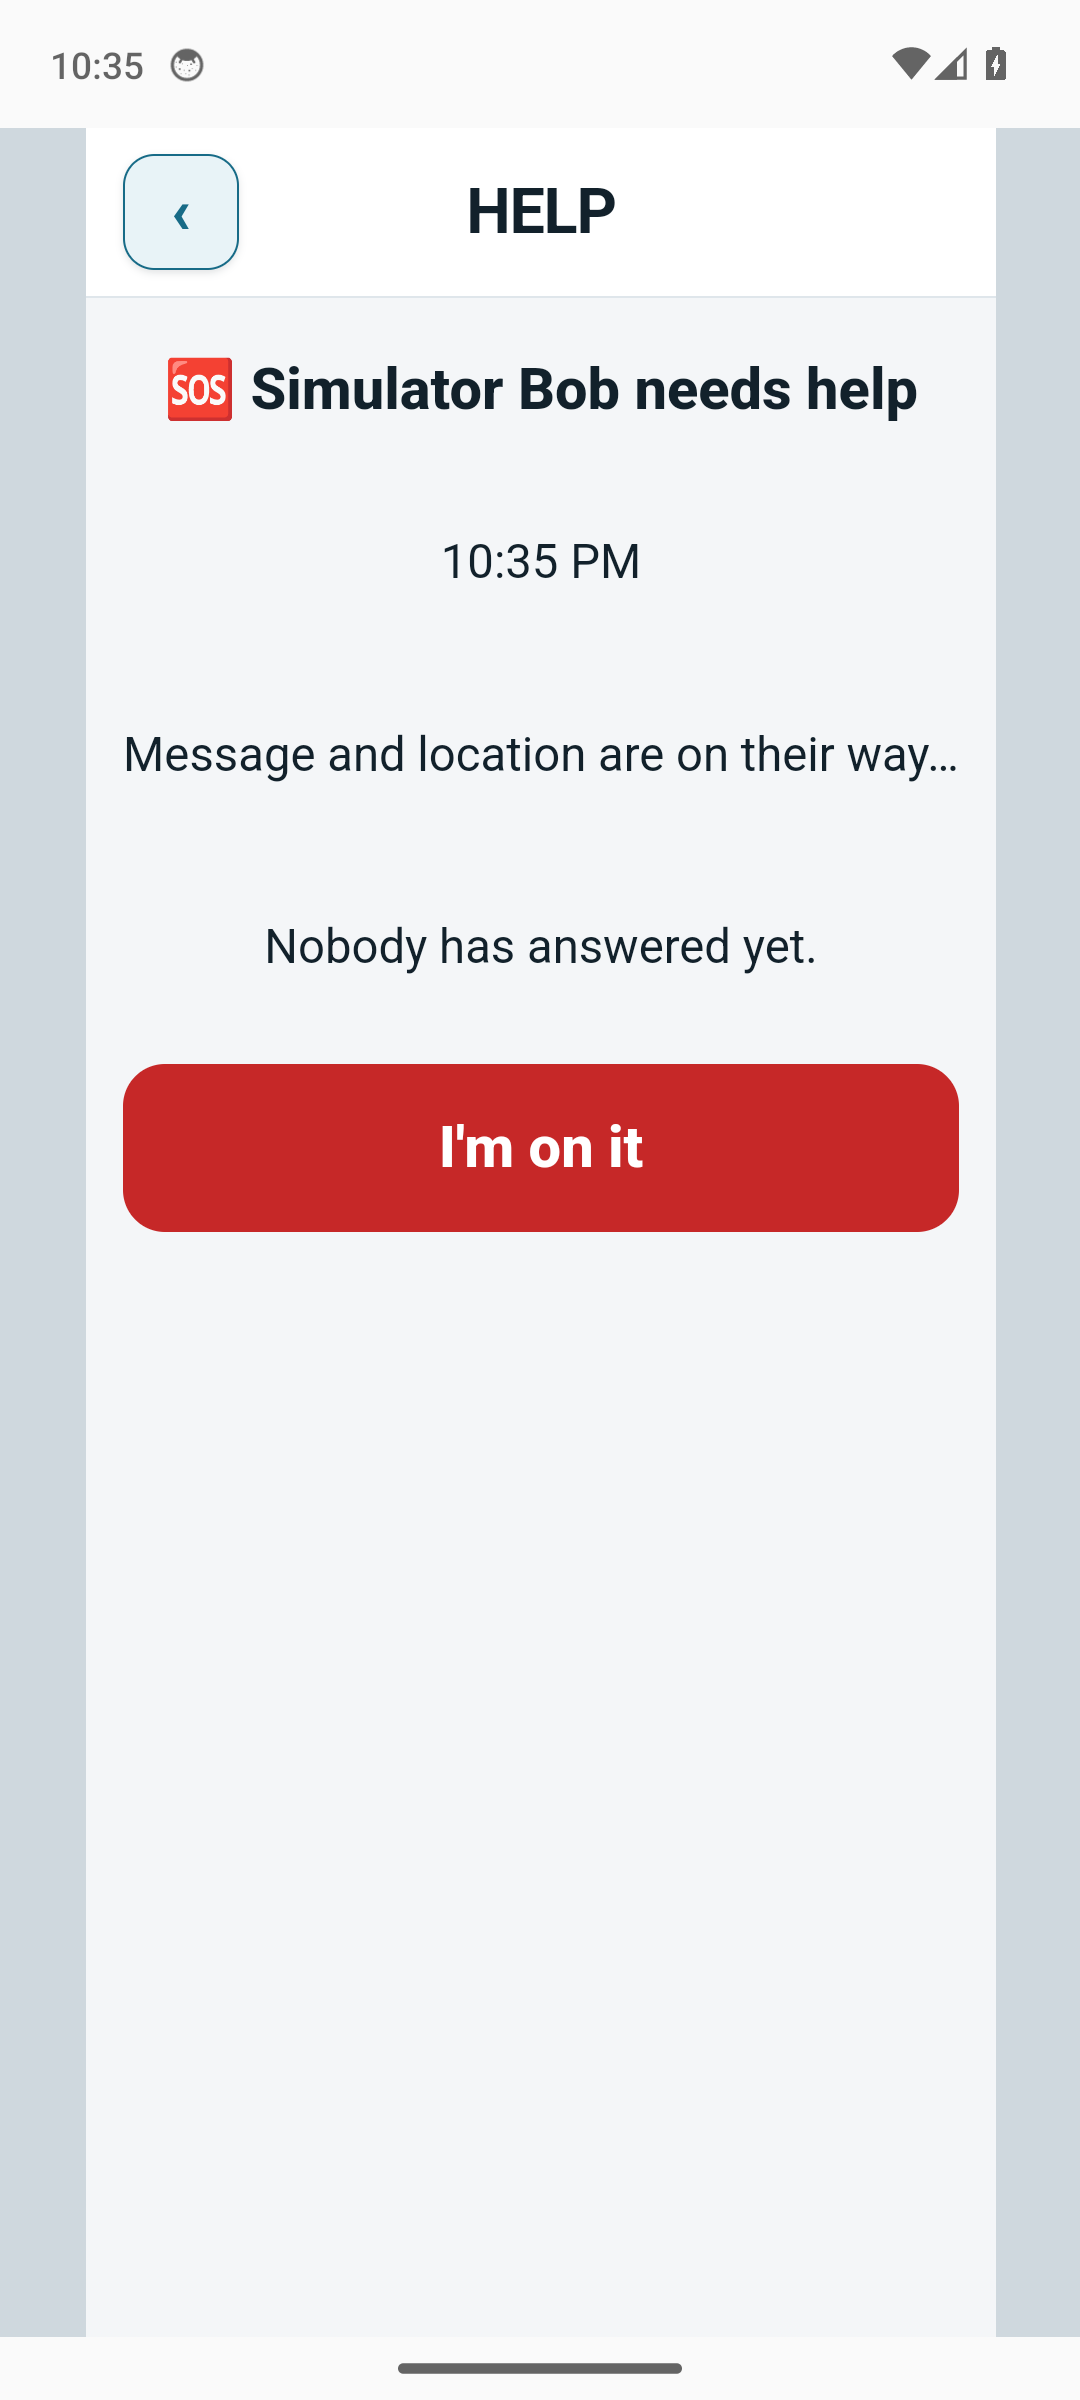 10:35
‹
HELP
🆘 Simulator Bob needs help
10:35 PM
Message and location are on their way…
Nobody has answered yet.
I'm on it